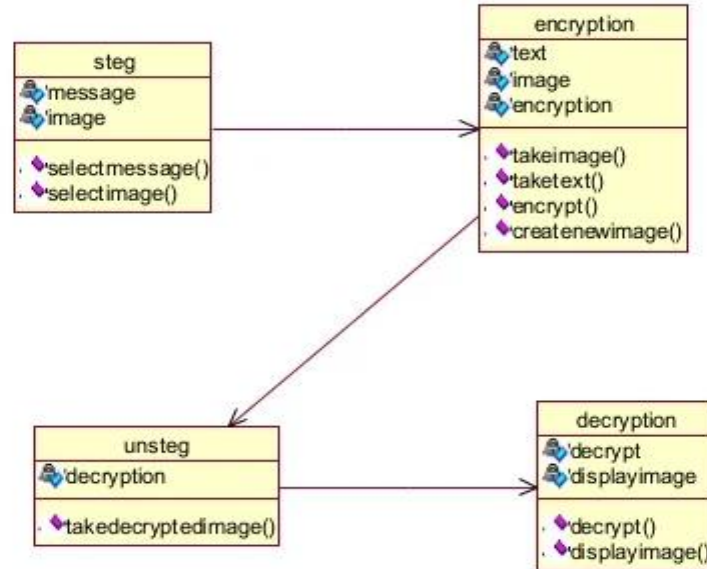 steg
message
image
selectmessage()
selectimage()
encryption
text
image
encryption
takeimage()
taketext()
encrypt()
createnewimage()
unsteg
decryption
takedecryptedimage()
decryption
decrypt
displayimage
decrypt()
displayimage()